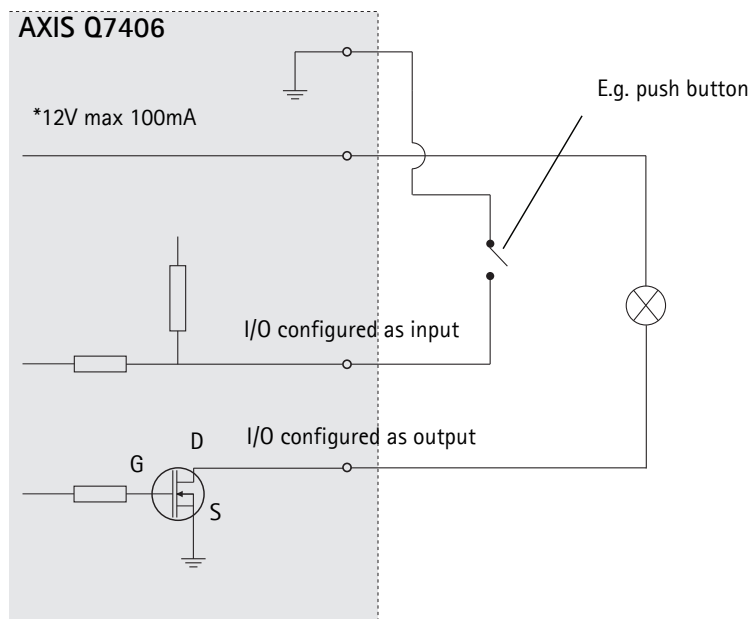 AXIS Q7406
E.g. push button
*12V max 100mA
I/O configured as input
I/O configured as output
D
G
S